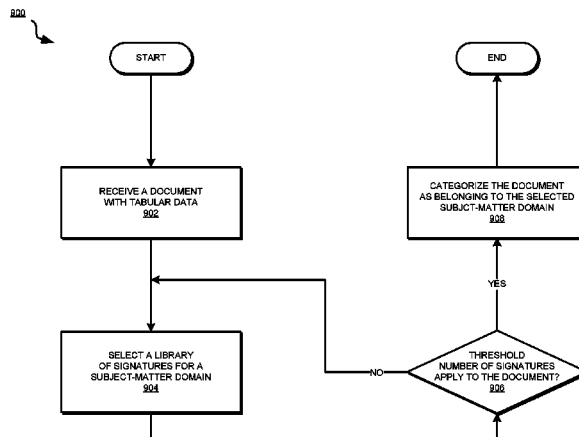 900
START
RECEIVE A DOCUMENT
WITH TABULAR DATA
902
SELECT A LIBRARY
OF SIGNATURES FOR A
SUBJECT-MATTER DOMAIN
904
NO
THRESHOLD
NUMBER OF SIGNATURES
APPLY TO THE DOCUMENT?
906
YES
CATEGORIZE THE DOCUMENT
AS BELONGING TO THE SELECTED
SUBJCT-MATTER DOMAIN
908
END